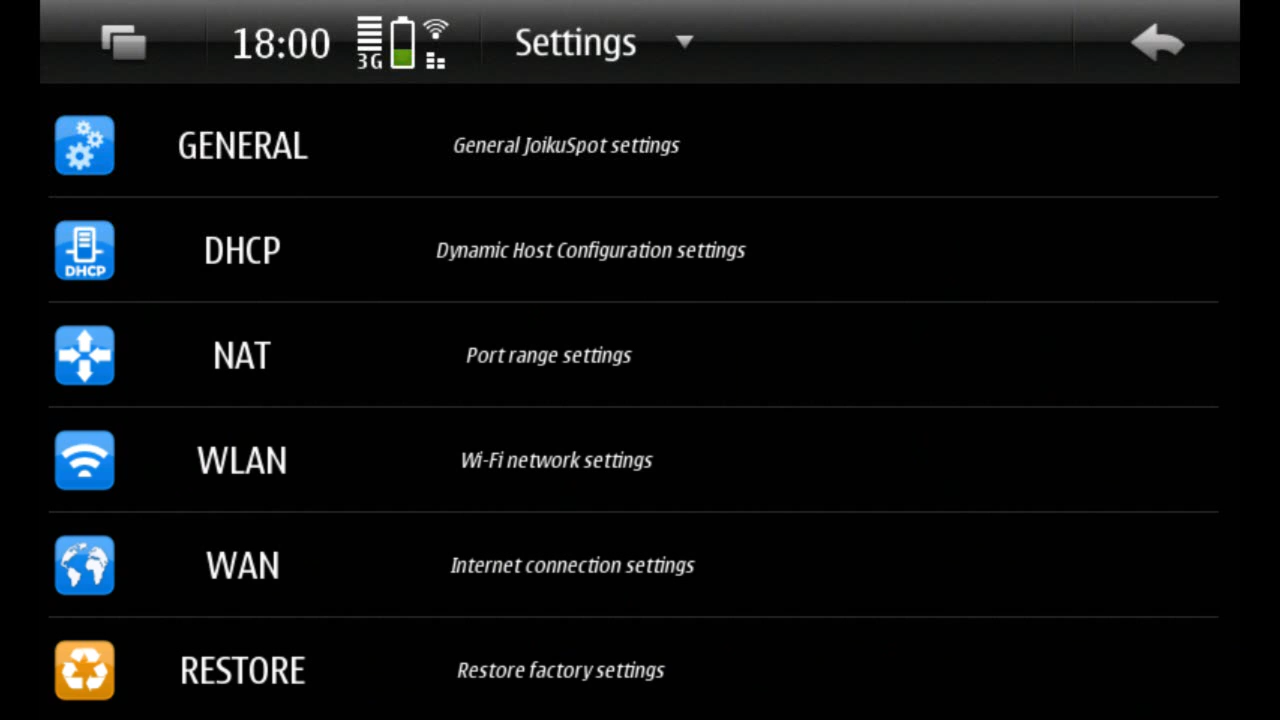 18:00 3G Settings
GENERAL General JoikuSpot settings
DHCP DHCP Dynamic Host Configuration settings
NAT Port range settings
WLAN Wi-Fi network settings
WAN Internet connection settings
RESTORE Restore factory settings